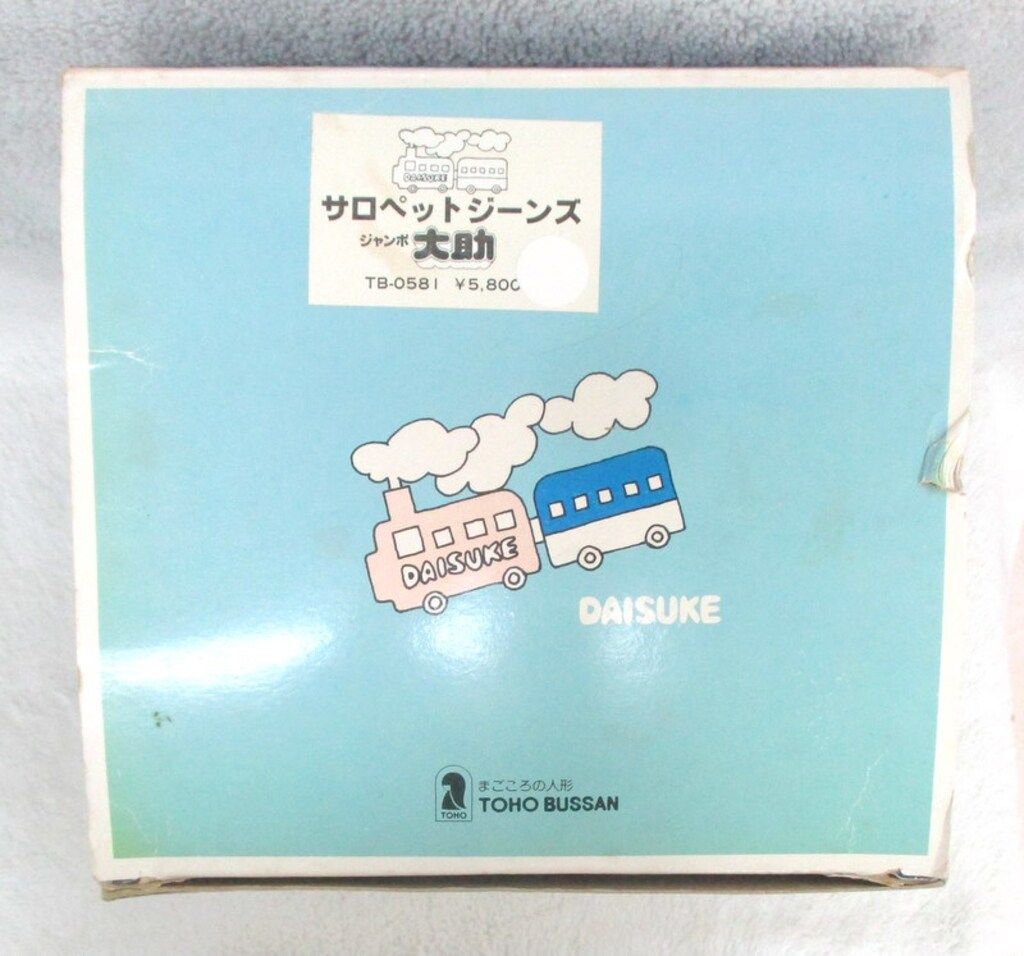 DAISUKE
サロペットジーンズ
ジャンボ 大助
TB-0581 ¥5,800
DAISUKE
DAISUKE
TOHO
まごころの人形
TOHO BUSSAN